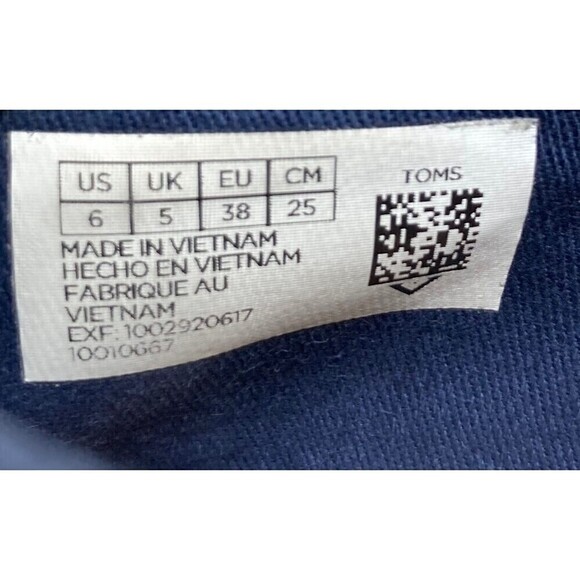 US UK EU CM
6 5 38 25
TOMS
MADE IN VIETNAM
HECHO EN VIETNAM
FABRIQUE AU
VIETNAM
EXF: 1002920617
10010667